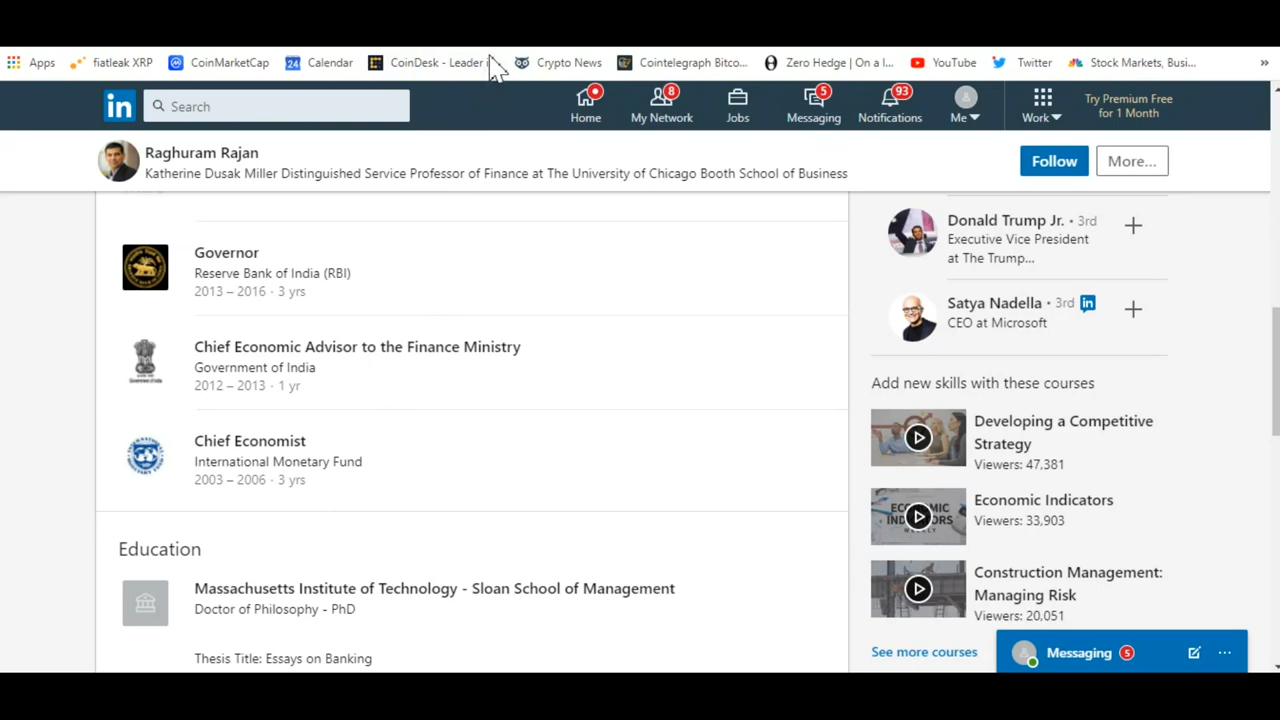 Apps
fiatleak XRP
CoinMarketCap
24
Calendar
CoinDesk - Leader i
Crypto News
Cointelegraph Bitco...
Zero Hedge | On a l...
YouTube
Twitter
Stock Markets, Busi...
»
in
Search
Home
8
My Network
Jobs
5
Messaging
93
Notifications
Me
Work
Try Premium Free
for 1 Month
Raghuram Rajan
Katherine Dusak Miller Distinguished Service Professor of Finance at The University of Chicago Booth School of Business
Follow
More...
Governor
Reserve Bank of India (RBI)
2013 – 2016 · 3 yrs
Chief Economic Advisor to the Finance Ministry
Government of India
2012 – 2013 · 1 yr
Chief Economist
International Monetary Fund
2003 – 2006 · 3 yrs
Education
Massachusetts Institute of Technology - Sloan School of Management
Doctor of Philosophy - PhD
Thesis Title: Essays on Banking
Donald Trump Jr. • 3rd
Executive Vice President
at The Trump...
Satya Nadella • 3rd in
CEO at Microsoft
Add new skills with these courses
Developing a Competitive
Strategy
Viewers: 47,381
Economic Indicators
Viewers: 33,903
Construction Management:
Managing Risk
Viewers: 20,051
See more courses
Messaging 5